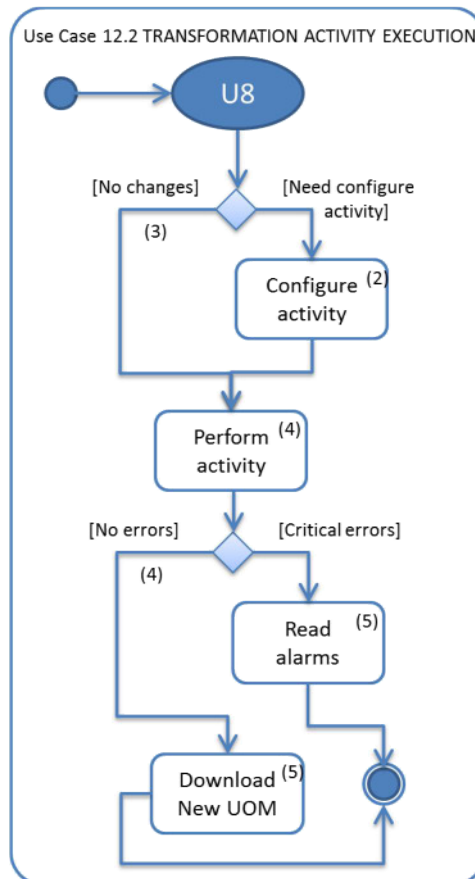 Use Case 12.2 TRANSFORMATION ACTIVITY EXECUTION
U8
[No changes]
[Need configure
activity]
(3)
Configure (2)
activity
Perform (4)
activity
[No errors]
[Critical errors]
(4)
Read (5)
alarms
Download (5)
New UOM